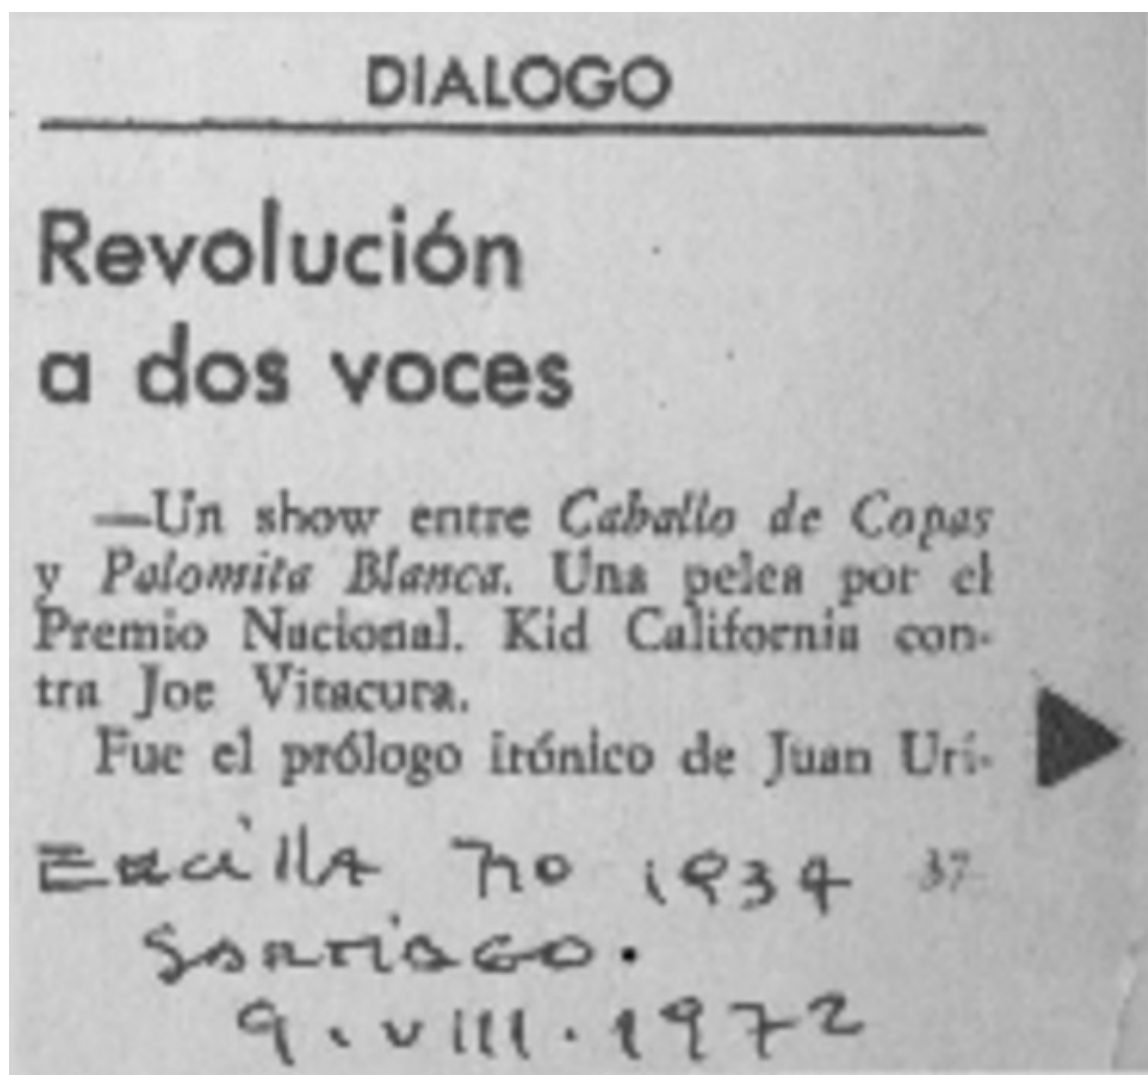 DIALOGO
Revolución
a dos voces
—Un show entre Caballo de Copas
y Palomita Blanca. Una pelea por el
Premio Nacional. Kid California con-
tra Joe Vitacura.
Fue el prólogo irónico de Juan Uri-
Ercilla no 1934 37
Santiago.
9. VIII. 1972